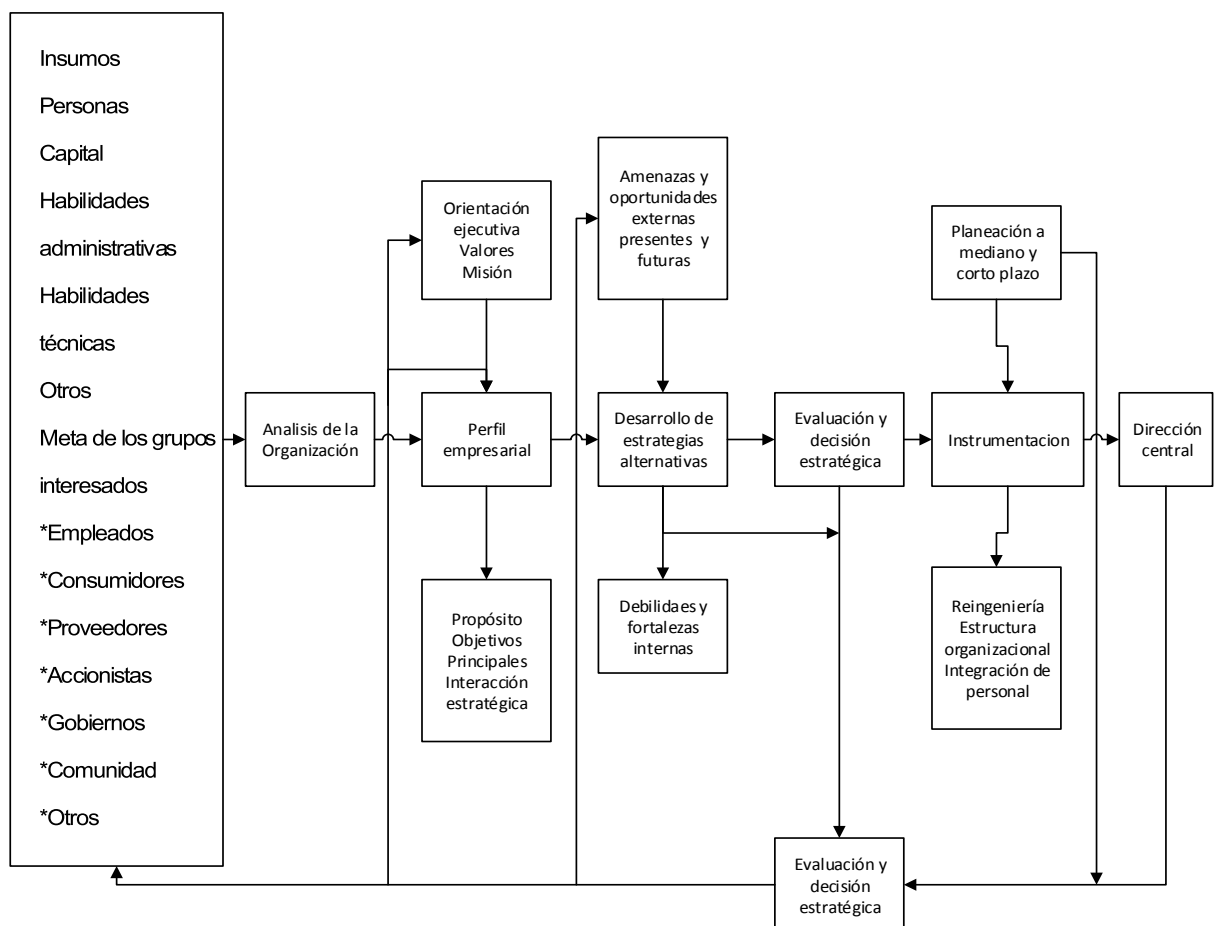 Insumos
Personas
Capital
Habilidades
administrativas
Habilidades
técnicas
Otros
Meta de los grupos
interesados
*Empleados
*Consumidores
*Proveedores
*Accionistas
*Gobiernos
*Comunidad
*Otros
Analisis de la
Organización
Orientación
ejecutiva
Valores
Misión
Perfil
empresarial
Propósito
Objetivos
Principales
Interacción
estratégica
Amenazas y
oportunidades
externas
presentes y
futuras
Desarrollo de
estrategias
alternativas
Debilidaes y
fortalezas
internas
Evaluación y
decisión
estratégica
Planeación a
mediano y
corto plazo
Instrumentacion
Reingeniería
Estructura
organizacional
Integración de
personal
Dirección
central
Evaluación y
decisión
estratégica